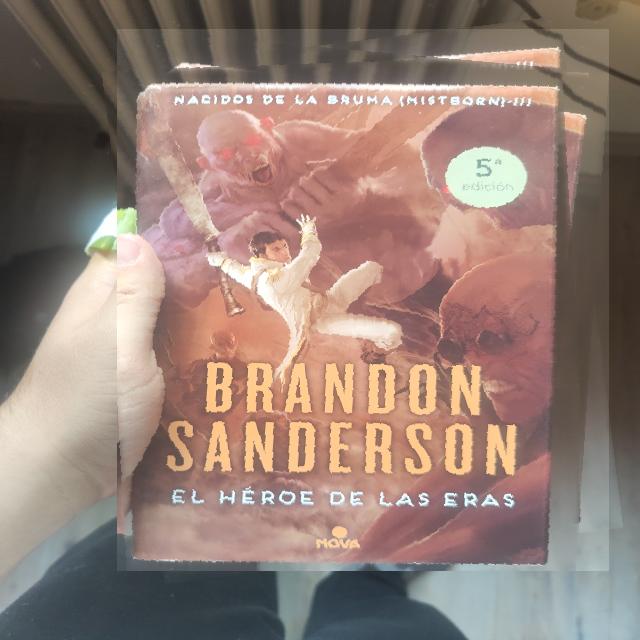 NACIDOS DE LA BRUMA (MISTBORN)-III
5ª
edición
BRANDON
SANDERSON
EL HÉROE DE LAS ERAS
NOVA